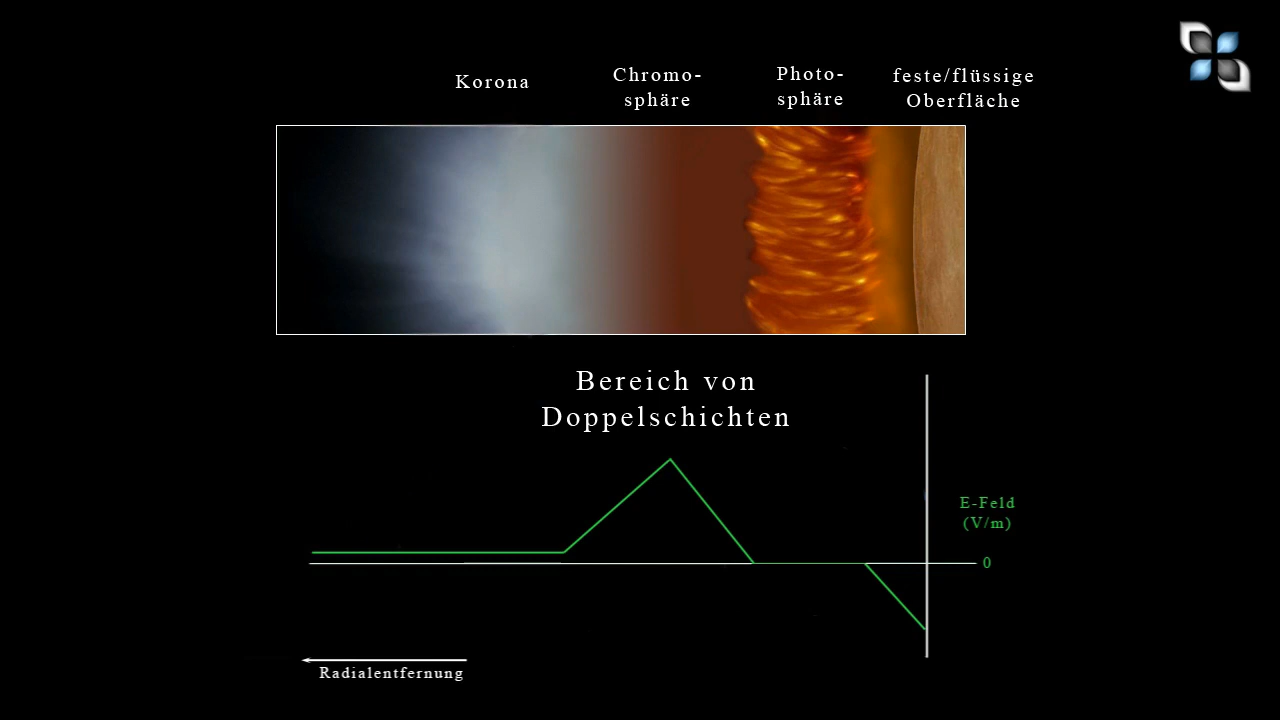 Korona
Chromo-
sphäre
Photo-
sphäre
feste/flüssige
Oberfläche
Bereich von
Doppelschichten
E-Feld
(V/m)
0
Radialentfernung